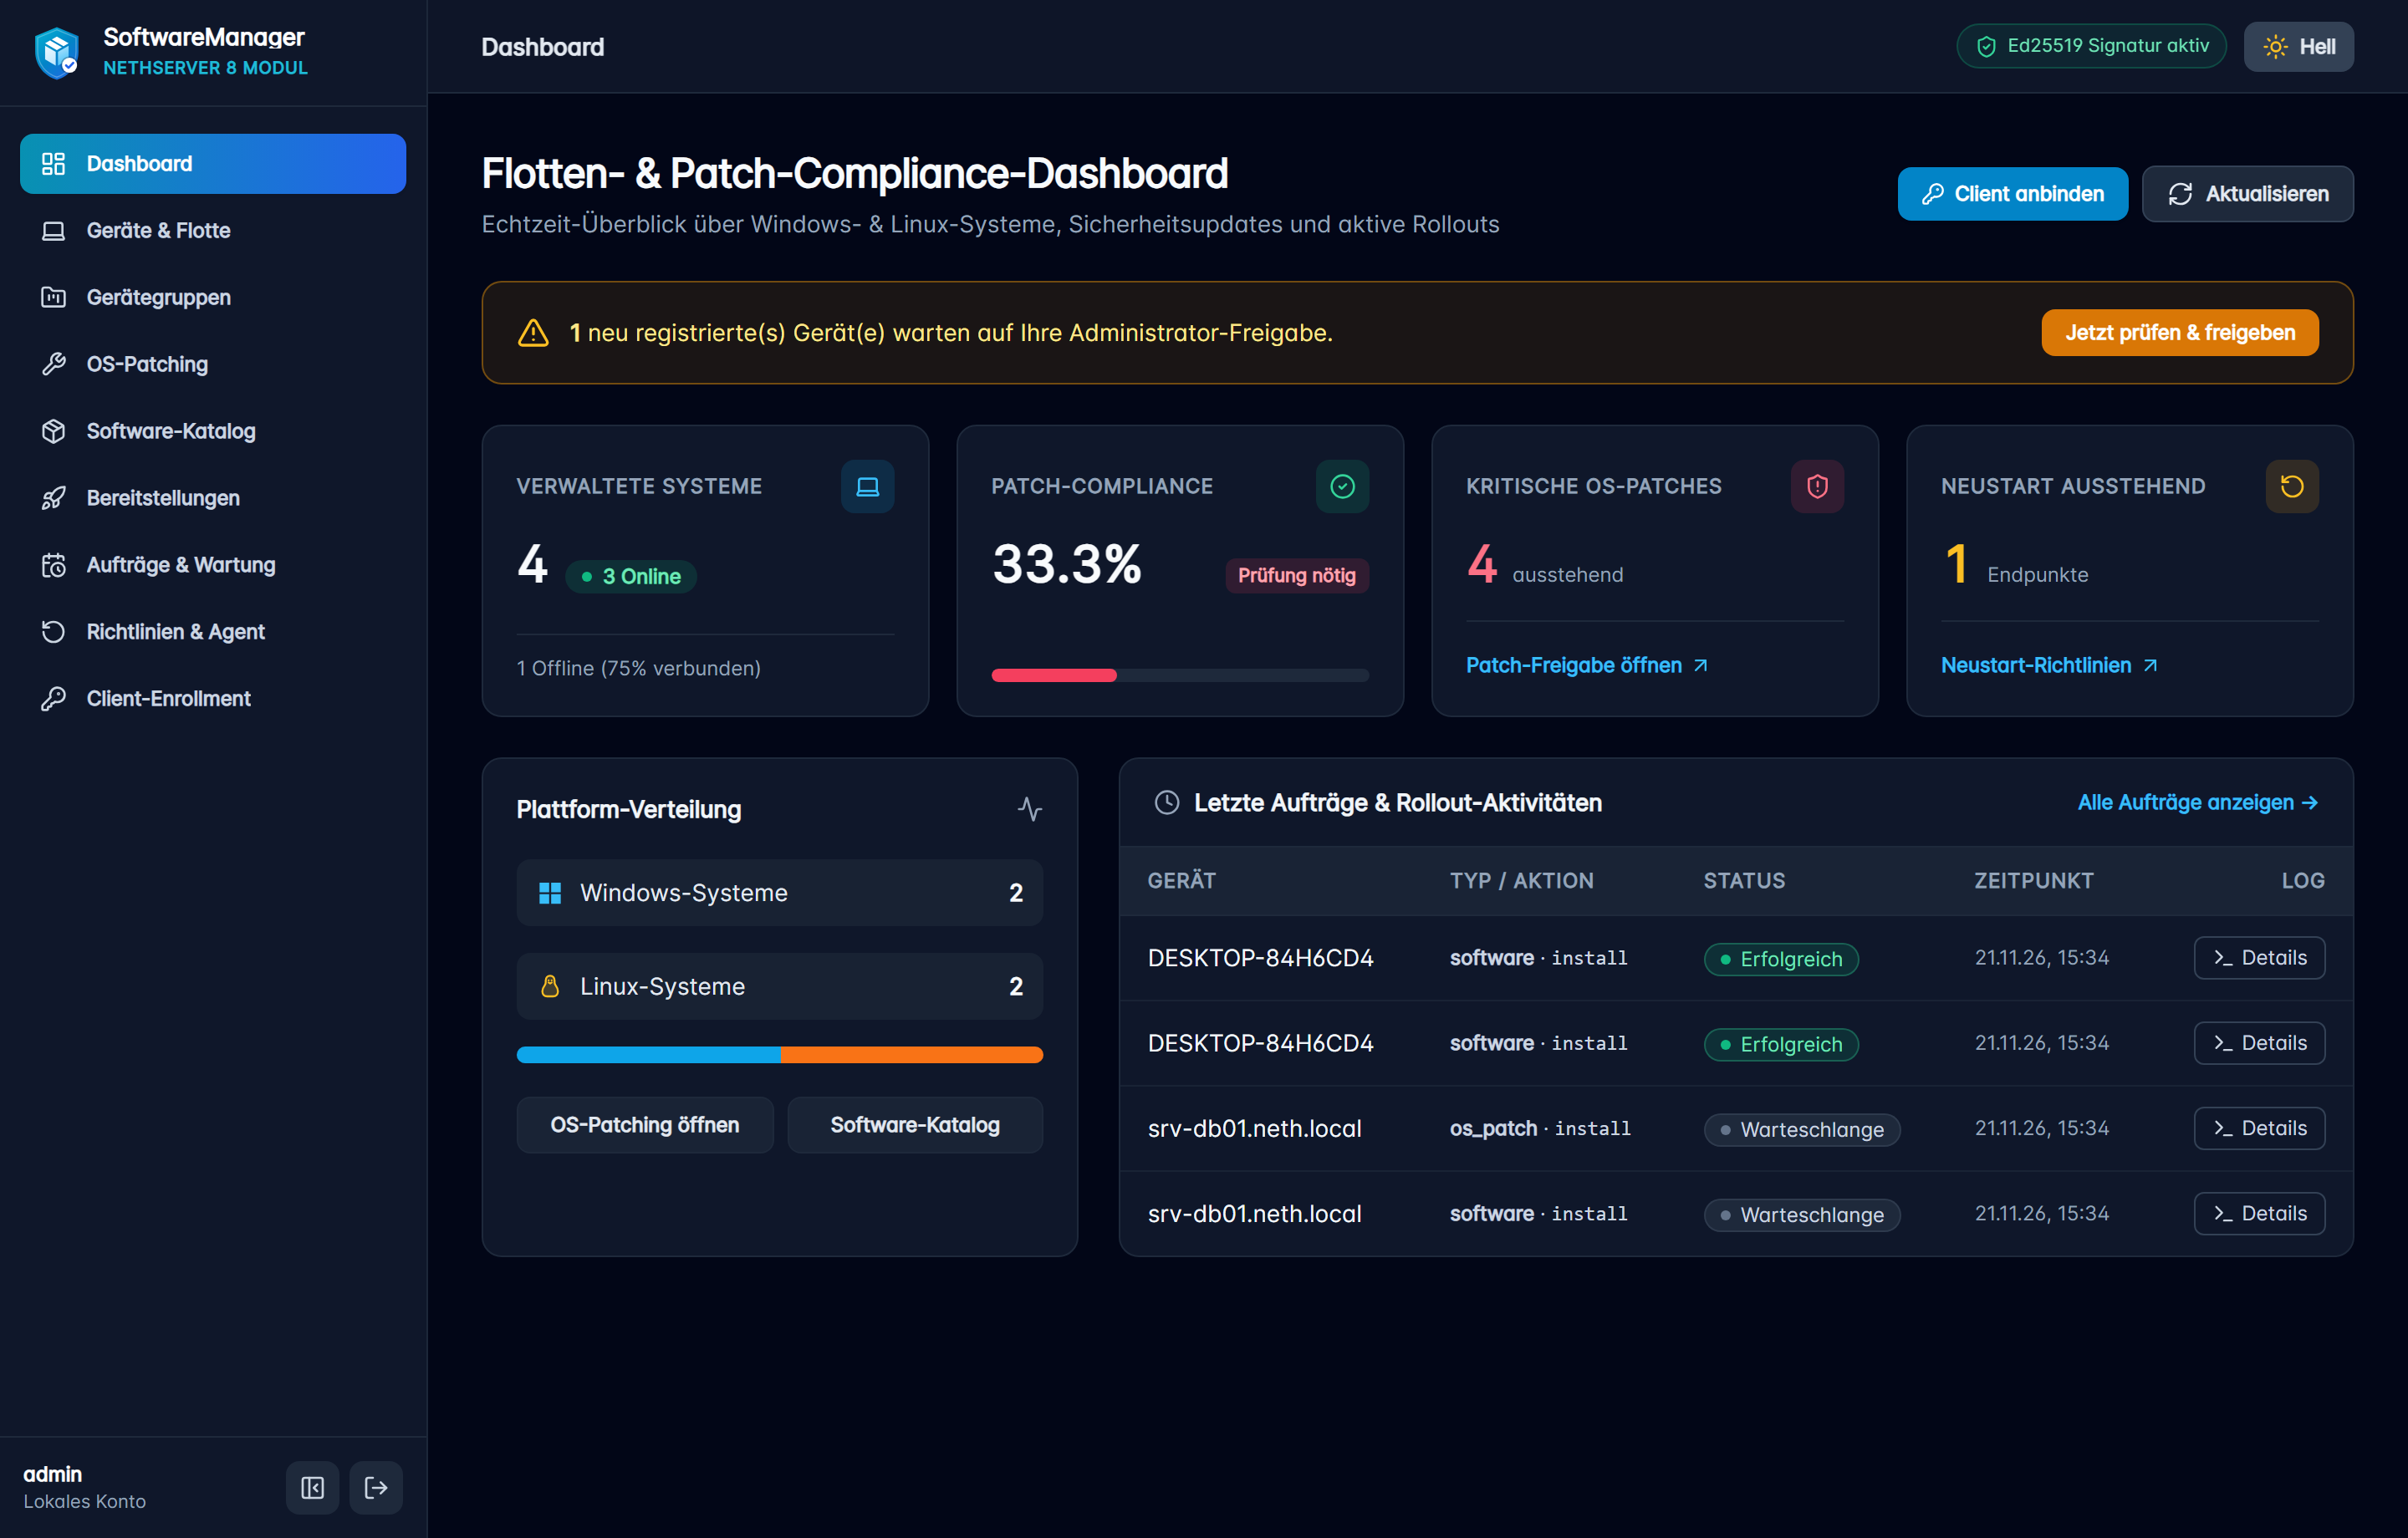 SoftwareManager
NETHSERVER 8 MODUL
Dashboard
Geräte & Flotte
Gerätegruppen
OS-Patching
Software-Katalog
Bereitstellungen
Aufträge & Wartung
Richtlinien & Agent
Client-Enrollment
admin
Lokales Konto
Dashboard
Ed25519 Signatur aktiv
Hell
Flotten- & Patch-Compliance-Dashboard
Echtzeit-Überblick über Windows- & Linux-Systeme, Sicherheitsupdates und aktive Rollouts
Client anbinden
Aktualisieren
1 neu registrierte(s) Gerät(e) warten auf Ihre Administrator-Freigabe.
Jetzt prüfen & freigeben
VERWALTETE SYSTEME
4 3 Online
1 Offline (75% verbunden)
PATCH-COMPLIANCE
33.3% Prüfung nötig
KRITISCHE OS-PATCHES
4 ausstehend
Patch-Freigabe öffnen
NEUSTART AUSSTEHEND
1 Endpunkte
Neustart-Richtlinien
Plattform-Verteilung
Windows-Systeme 2
Linux-Systeme 2
OS-Patching öffnen
Software-Katalog
Letzte Aufträge & Rollout-Aktivitäten
Alle Aufträge anzeigen →
GERÄT TYP / AKTION STATUS ZEITPUNKT LOG
DESKTOP-84H6CD4 software · install Erfolgreich 21.11.26, 15:34 Details
DESKTOP-84H6CD4 software · install Erfolgreich 21.11.26, 15:34 Details
srv-db01.neth.local os_patch · install Warteschlange 21.11.26, 15:34 Details
srv-db01.neth.local software · install Warteschlange 21.11.26, 15:34 Details